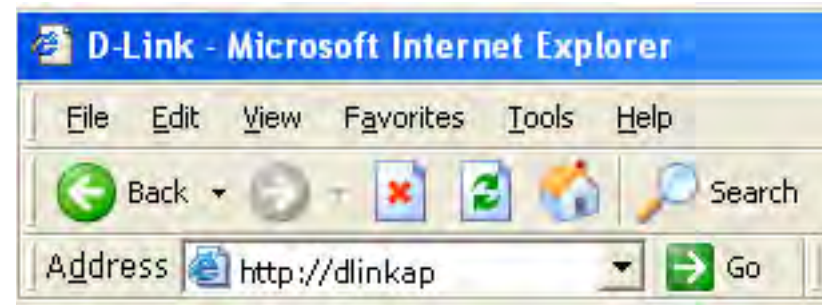 D-Link - Microsoft Internet Explorer
File Edit View Favorites Tools Help
Back Search
Address http://dlinkap Go